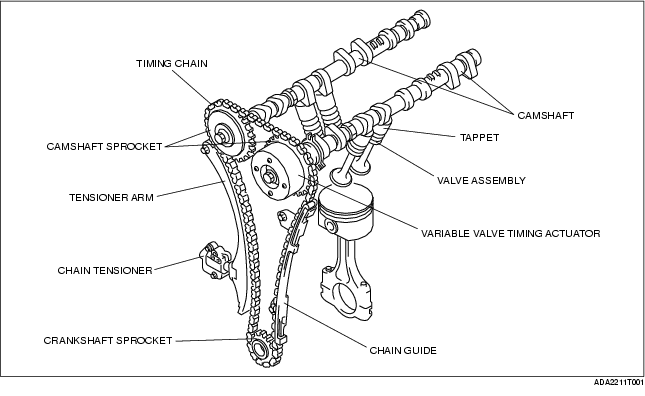 TIMING CHAIN
CAMSHAFT
CAMSHAFT SPROCKET
TAPPET
VALVE ASSEMBLY
TENSIONER ARM
VARIABLE VALVE TIMING ACTUATOR
CHAIN TENSIONER
CRANKSHAFT SPROCKET
CHAIN GUIDE
ADA2211T001